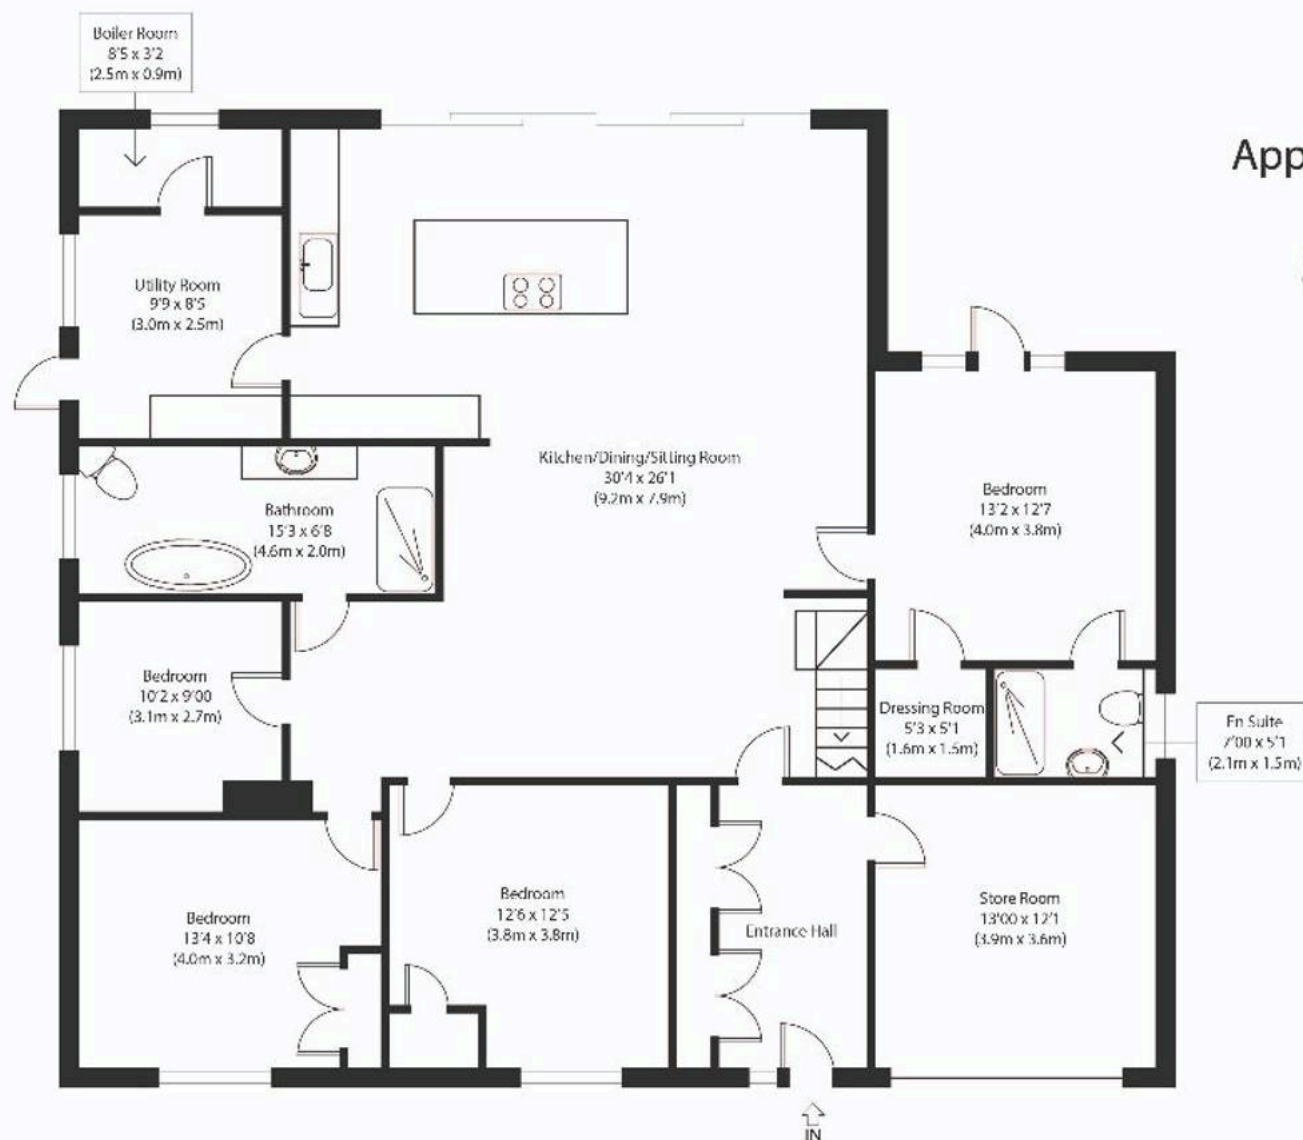 Boiler Room
8'5 x 3'2
(2.5m x 0.9m)
App
Utility Room
9'9 x 8'5
(3.0m x 2.5m)
Kitchen/Dining/Sitting Room
30'4 x 26'1
(9.2m x 7.9m)
Bedroom
13'2 x 12'7
(4.0m x 3.8m)
Bathroom
15'3 x 6'8
(4.6m x 2.0m)
Bedroom
10'2 x 9'00
(3.1m x 2.7m)
Dressing Room
5'3 x 5'1
(1.6m x 1.5m)
En Suite
7'00 x 5'1
(2.1m x 1.5m)
Bedroom
13'4 x 10'8
(4.0m x 3.2m)
Bedroom
12'6 x 12'5
(3.8m x 3.8m)
Entrance Hall
Store Room
13'00 x 12'1
(3.9m x 3.6m)
IN